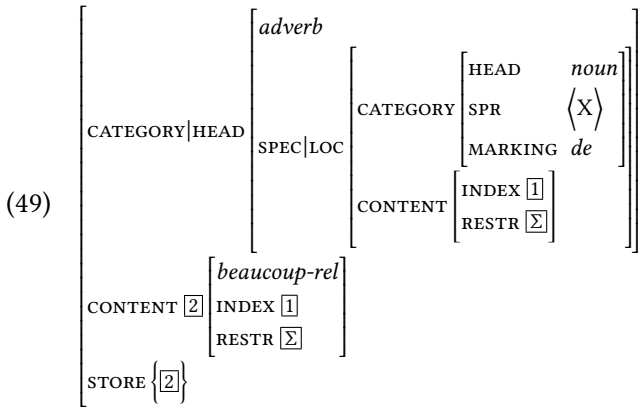 adverb
HEAD noun
CATEGORY SPR ⟨X⟩
CATEGORY|HEAD SPEC|LOC MARKING de
(49) CONTENT INDEX 1
RESTR Σ
beaucoup-rel
CONTENT 2 INDEX 1
RESTR Σ
STORE {2}